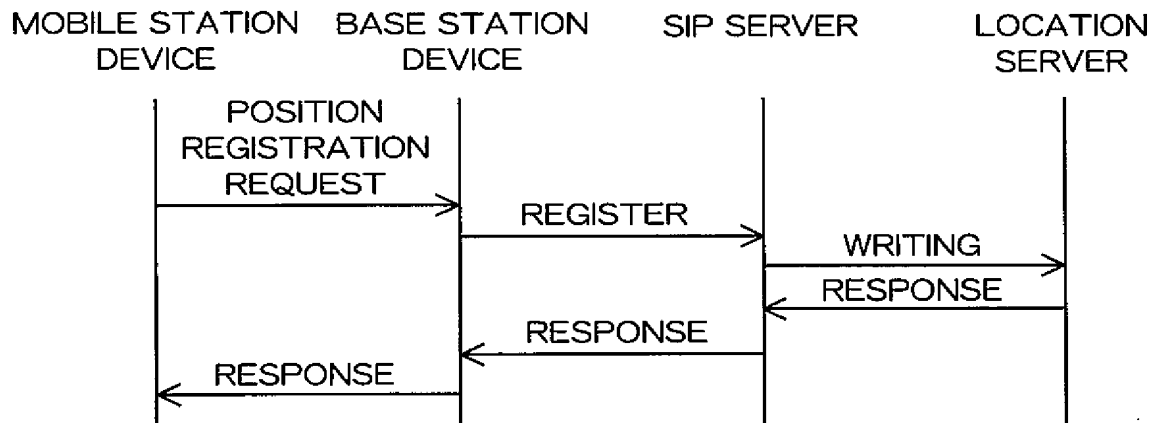 MOBILE STATION
DEVICE
BASE STATION
DEVICE
SIP SERVER
LOCATION
SERVER
POSITION
REGISTRATION
REQUEST
REGISTER
WRITING
RESPONSE
RESPONSE
RESPONSE